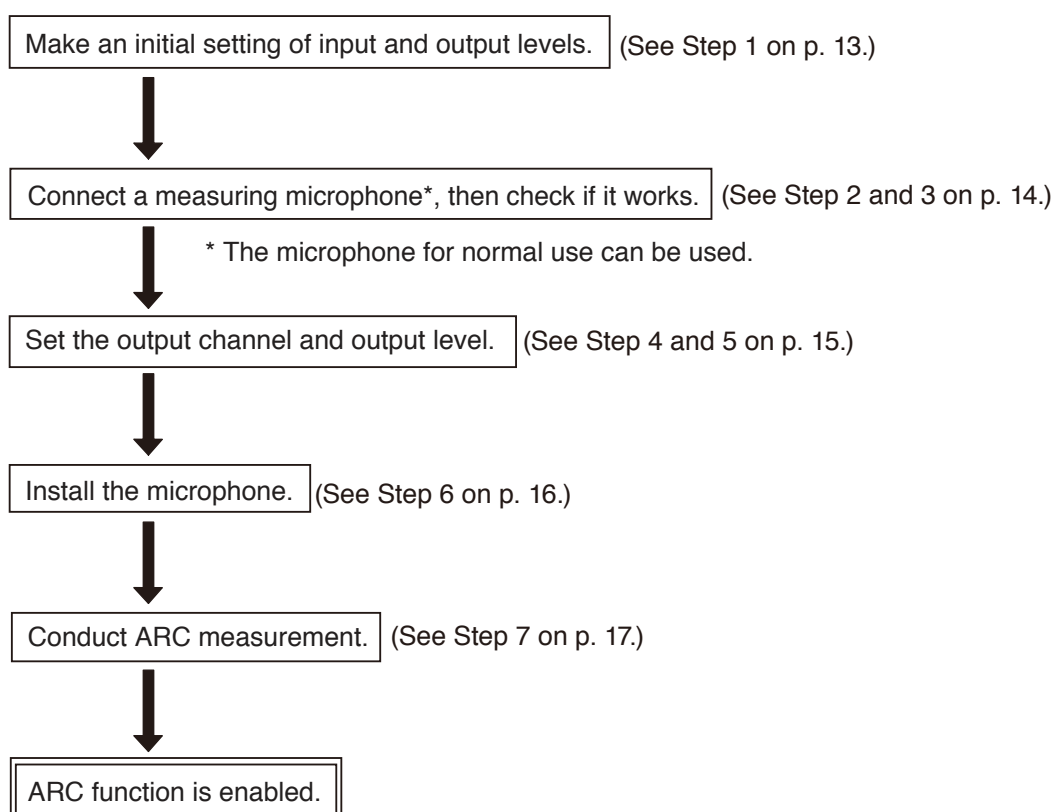 Make an initial setting of input and output levels. (See Step 1 on p. 13.)
Connect a measuring microphone*, then check if it works. (See Step 2 and 3 on p. 14.)
* The microphone for normal use can be used.
Set the output channel and output level. (See Step 4 and 5 on p. 15.)
Install the microphone. (See Step 6 on p. 16.)
Conduct ARC measurement. (See Step 7 on p. 17.)
ARC function is enabled.